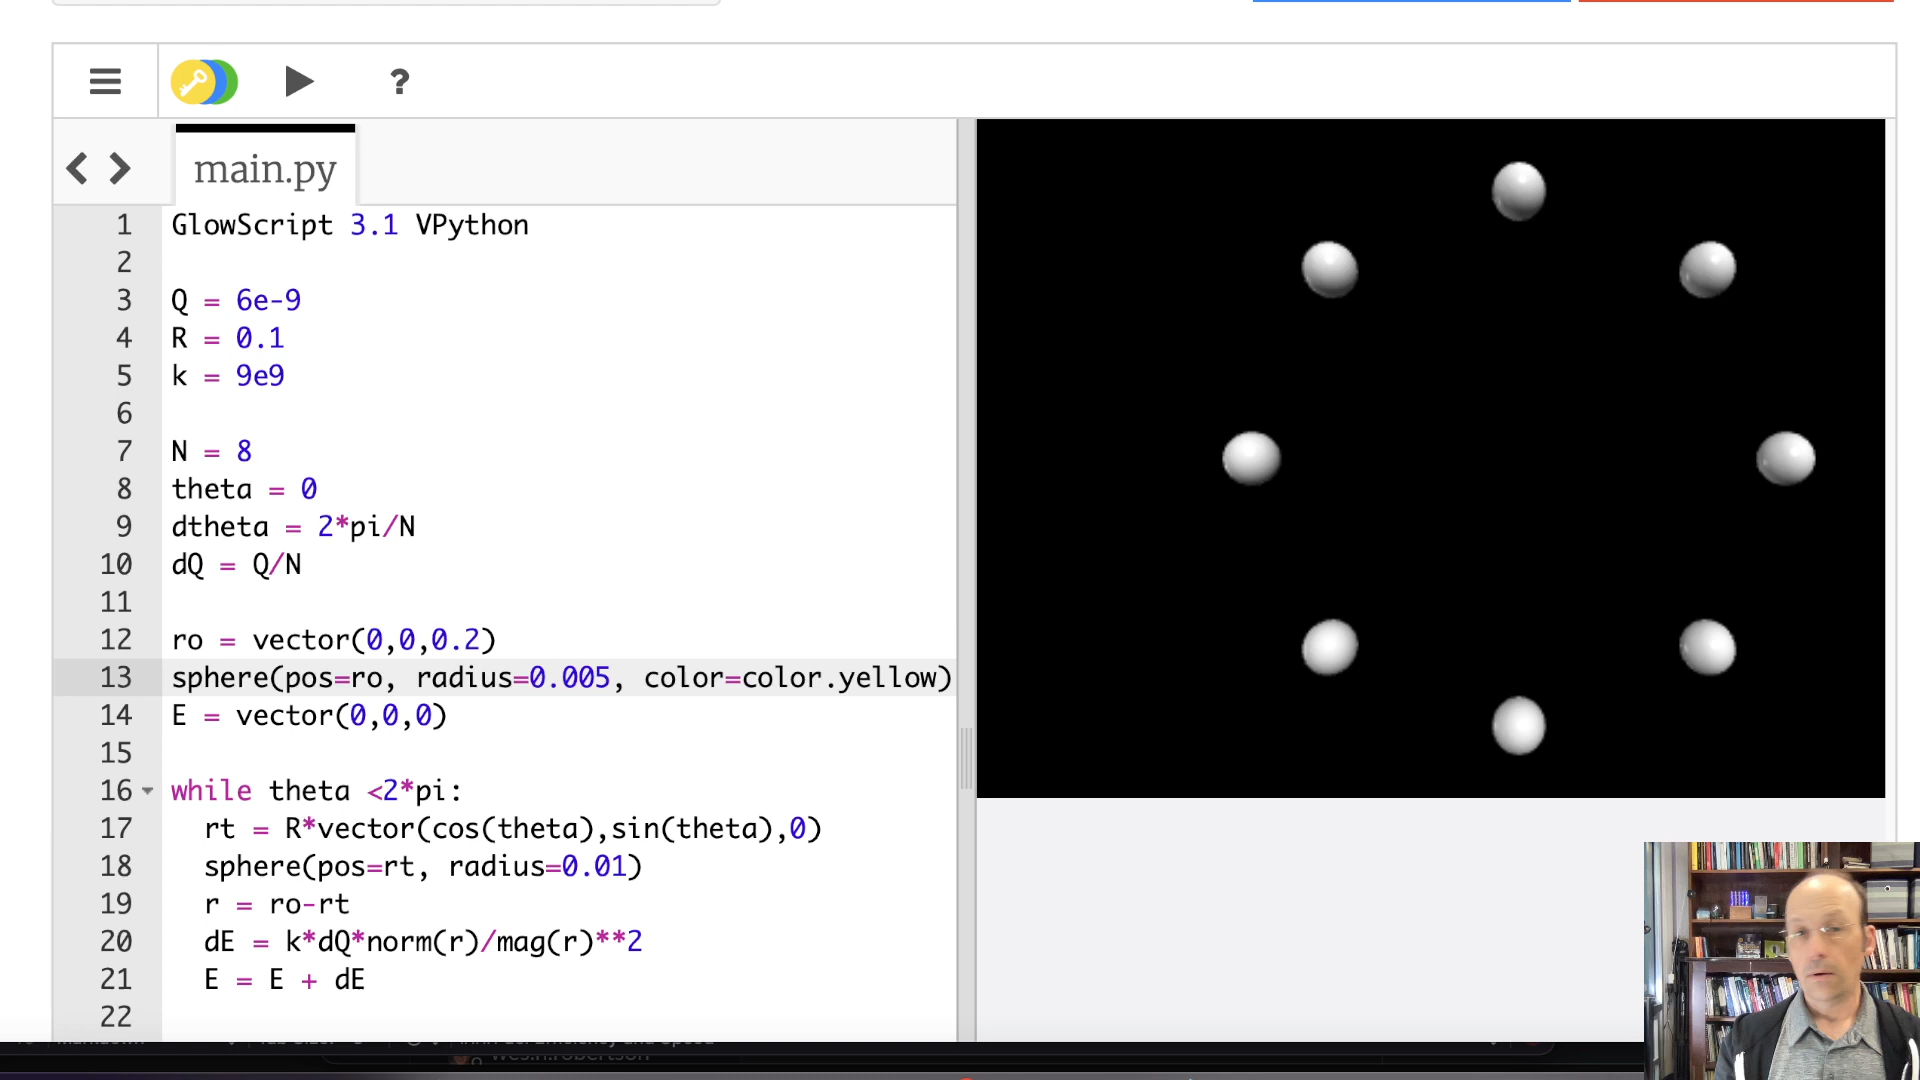 ?
main.py
1 GlowScript 3.1 VPython
2
3 Q = 6e-9
4 R = 0.1
5 k = 9e9
6
7 N = 8
8 theta = 0
9 dtheta = 2*pi/N
10 dQ = Q/N
11
12 ro = vector(0,0,0.2)
13 sphere(pos=ro, radius=0.005, color=color.yellow)
14 E = vector(0,0,0)
15
16 while theta <2*pi:
17 rt = R*vector(cos(theta),sin(theta),0)
18 sphere(pos=rt, radius=0.01)
19 r = ro-rt
20 dE = k*dQ*norm(r)/mag(r)**2
21 E = E + dE
22